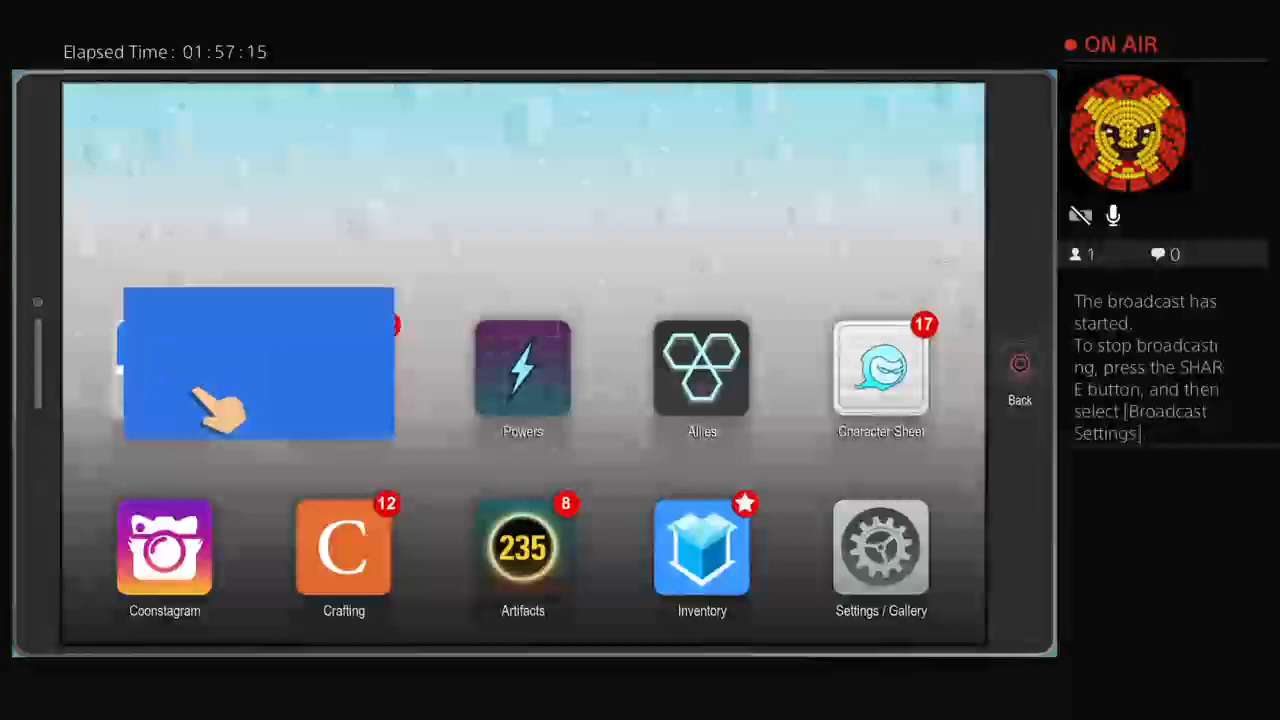 Elapsed Time: 01:57:15
ON AIR
1
0
The broadcast has
started.
To stop broadcasti
ng, press the SHAR
E button, and then
select [Broadcast
Settings]
17
Powers
Allies
Character Sheet
Back
C
12
235
8
Coonstagram
Crafting
Artifacts
Inventory
Settings / Gallery